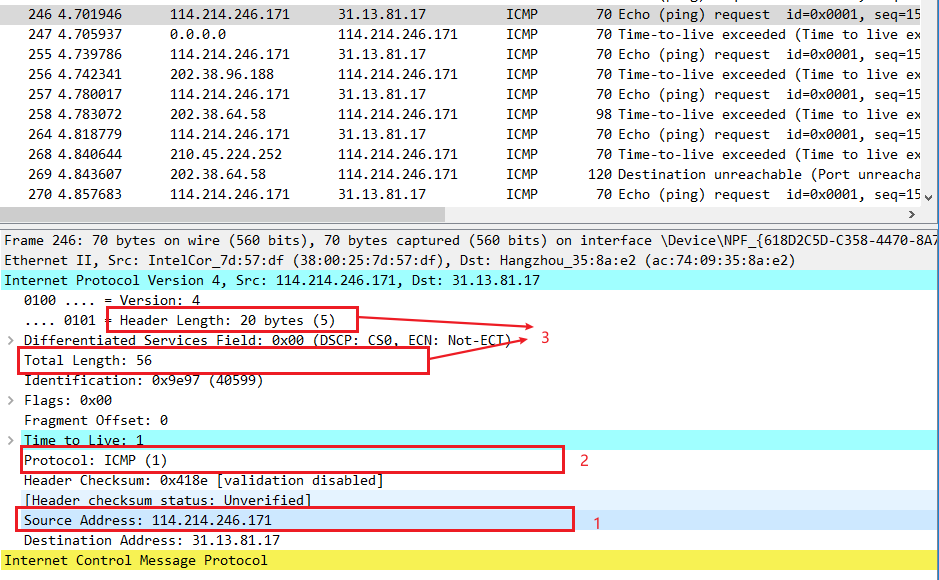 246 4.701946 114.214.246.171 31.13.81.17 ICMP 70 Echo (ping) request id=0x0001, seq=15
247 4.705937 0.0.0.0 114.214.246.171 ICMP 70 Time-to-live exceeded (Time to live ex
255 4.739786 114.214.246.171 31.13.81.17 ICMP 70 Echo (ping) request id=0x0001, seq=15
256 4.742341 202.38.96.188 114.214.246.171 ICMP 70 Time-to-live exceeded (Time to live ex
257 4.780017 114.214.246.171 31.13.81.17 ICMP 70 Echo (ping) request id=0x0001, seq=15
258 4.783072 202.38.64.58 114.214.246.171 ICMP 98 Time-to-live exceeded (Time to live ex
264 4.818779 114.214.246.171 31.13.81.17 ICMP 70 Echo (ping) request id=0x0001, seq=15
268 4.840644 210.45.224.252 114.214.246.171 ICMP 70 Time-to-live exceeded (Time to live ex
269 4.843607 202.38.64.58 114.214.246.171 ICMP 120 Destination unreachable (Port unreacha
270 4.857683 114.214.246.171 31.13.81.17 ICMP 70 Echo (ping) request id=0x0001, seq=15
Frame 246: 70 bytes on wire (560 bits), 70 bytes captured (560 bits) on interface \Device\NPF_{618D2C5D-C358-4470-8A7
Ethernet II, Src: IntelCor_7d:57:df (38:00:25:7d:57:df), Dst: Hangzhou_35:8a:e2 (ac:74:09:35:8a:e2)
Internet Protocol Version 4, Src: 114.214.246.171, Dst: 31.13.81.17
0100 .... = Version: 4
.... 0101 = Header Length: 20 bytes (5)
3
Differentiated Services Field: 0x00 (DSCP: CS0, ECN: Not-ECT)
Total Length: 56
Identification: 0x9e97 (40599)
Flags: 0x00
Fragment Offset: 0
Time to Live: 1
Protocol: ICMP (1)
2
Header Checksum: 0x418e [validation disabled]
[Header checksum status: Unverified]
Source Address: 114.214.246.171
1
Destination Address: 31.13.81.17
Internet Control Message Protocol